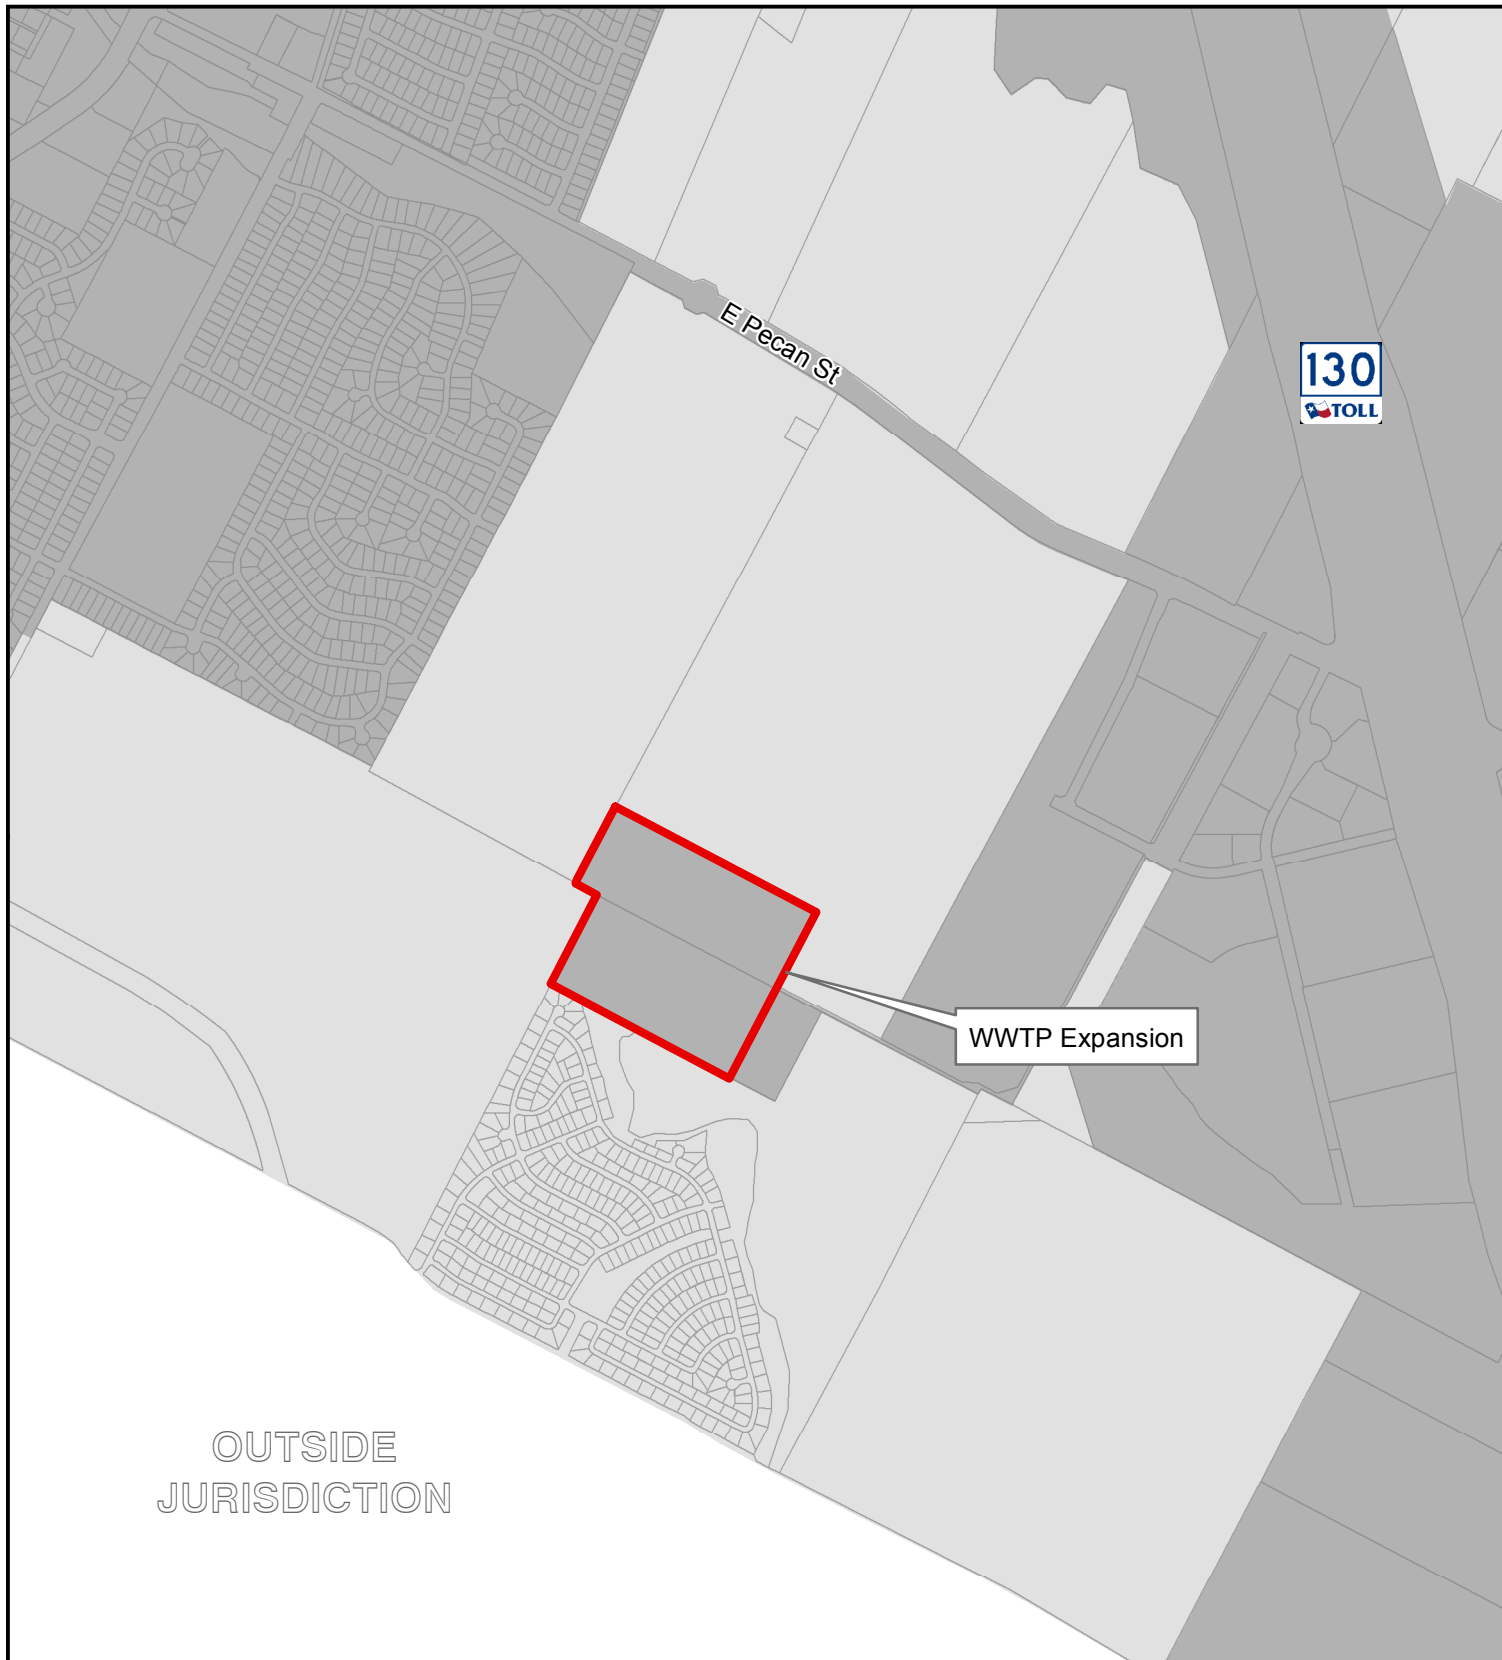 E Pecan St
130
TOLL
WWTP Expansion
OUTSIDE
JURISDICTION